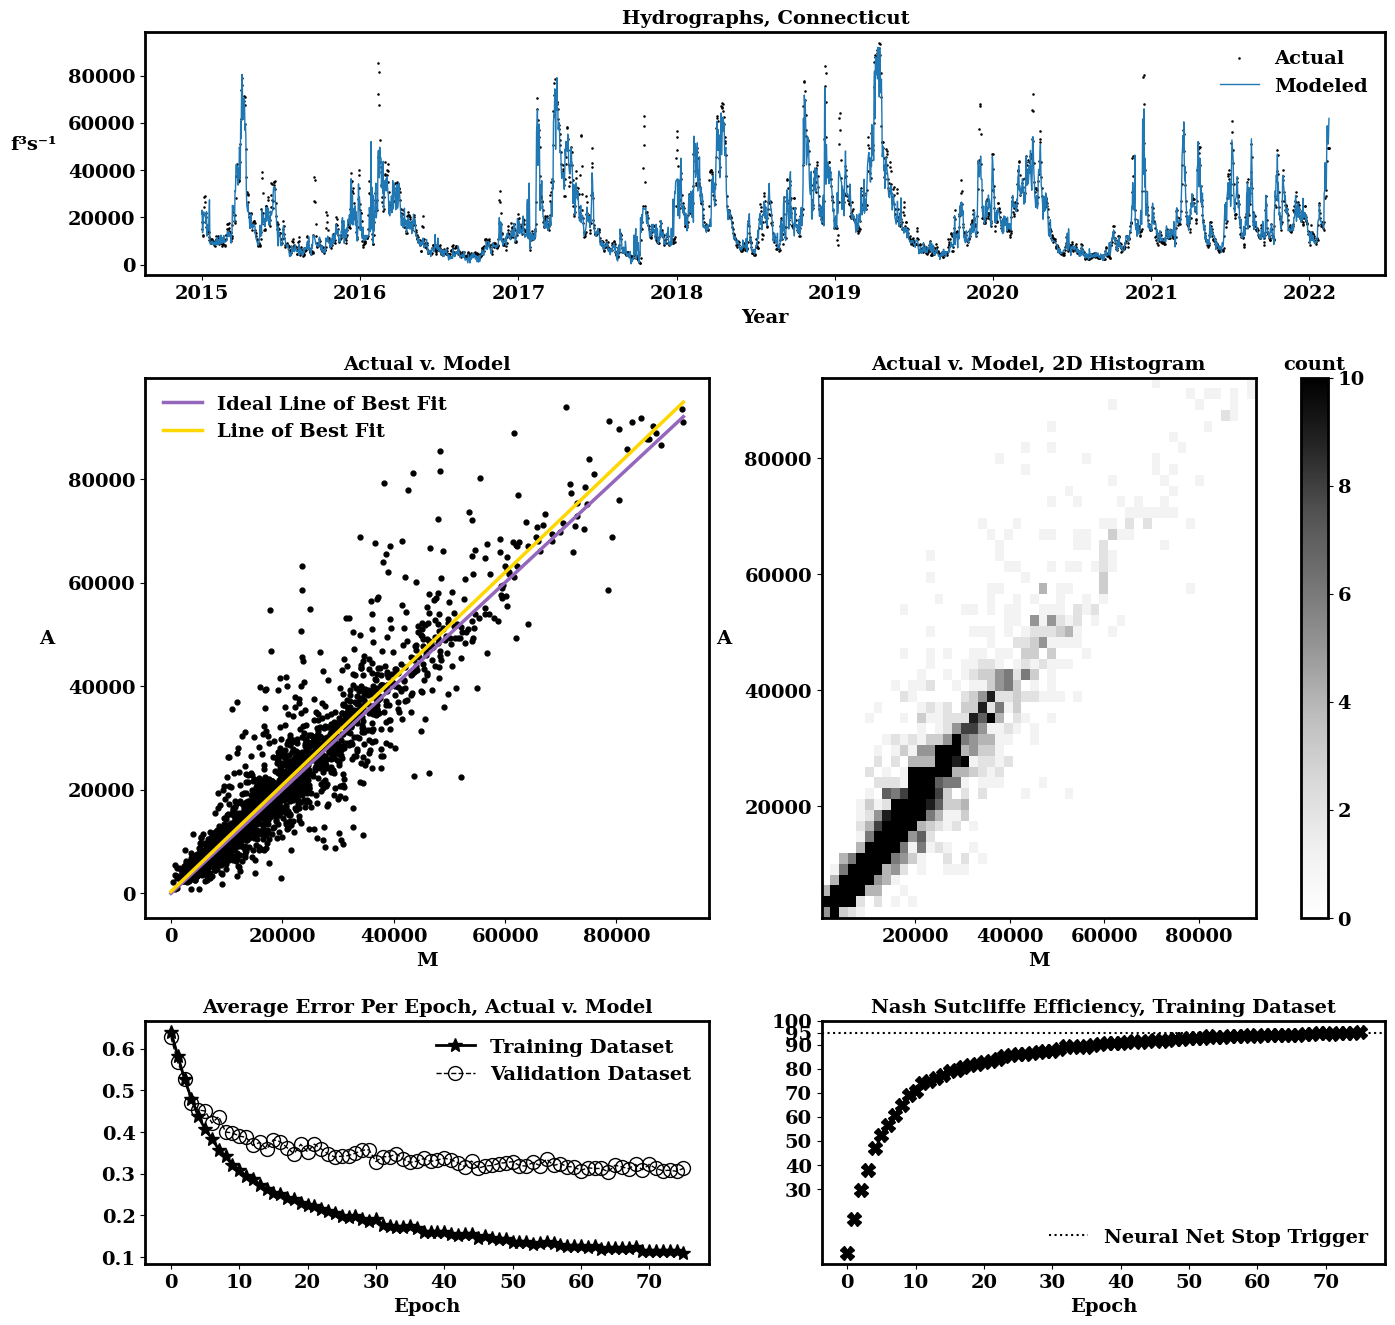 Hydrographs, Connecticut
80000
60000
40000
20000
0
f³s⁻¹
Actual
Modeled
2015 2016 2017 2018 2019 2020 2021 2022
Year
Actual v. Model
Ideal Line of Best Fit
Line of Best Fit
80000
60000
40000
20000
0
A
0 20000 40000 60000 80000
M
Actual v. Model, 2D Histogram
80000
60000
40000
20000
A
20000 40000 60000 80000
M
count
10
8
6
4
2
0
Average Error Per Epoch, Actual v. Model
Training Dataset
Validation Dataset
0.6
0.5
0.4
0.3
0.2
0.1
0 10 20 30 40 50 60 70
Epoch
Nash Sutcliffe Efficiency, Training Dataset
100
95
90
80
70
60
50
40
30
Neural Net Stop Trigger
0 10 20 30 40 50 60 70
Epoch